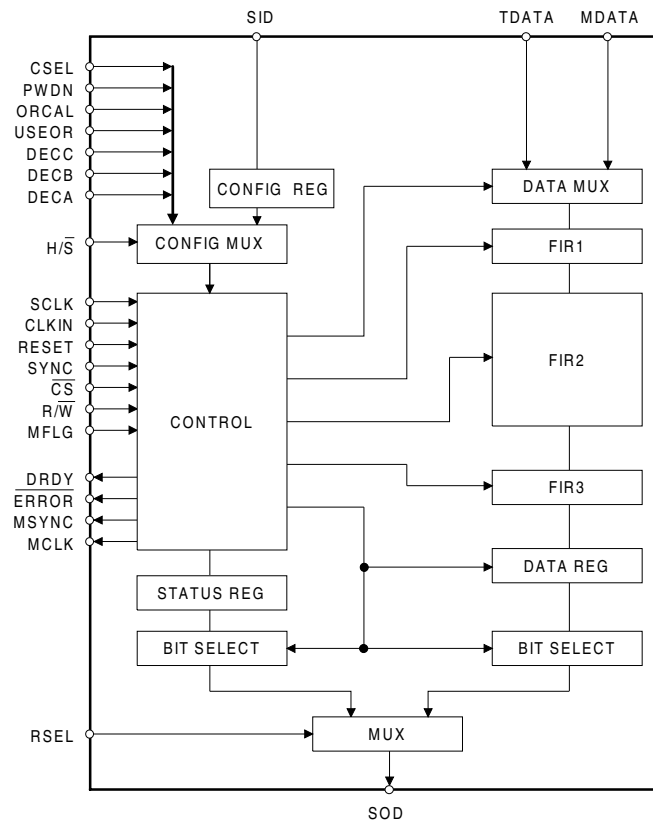 SID
TDATA MDATA
CSEL
PWDN
ORCAL
USEOR
DECC
DECB
DECA
CONFIG REG
DATA MUX
H/S̅
CONFIG MUX
FIR1
SCLK
CLKIN
RESET
SYNC
C̅S̅
R/W̅
MFLG
CONTROL
FIR2
DRDY
E̅R̅R̅O̅R̅
MSYNC
MCLK
FIR3
STATUS REG
DATA REG
BIT SELECT
BIT SELECT
RSEL
MUX
SOD